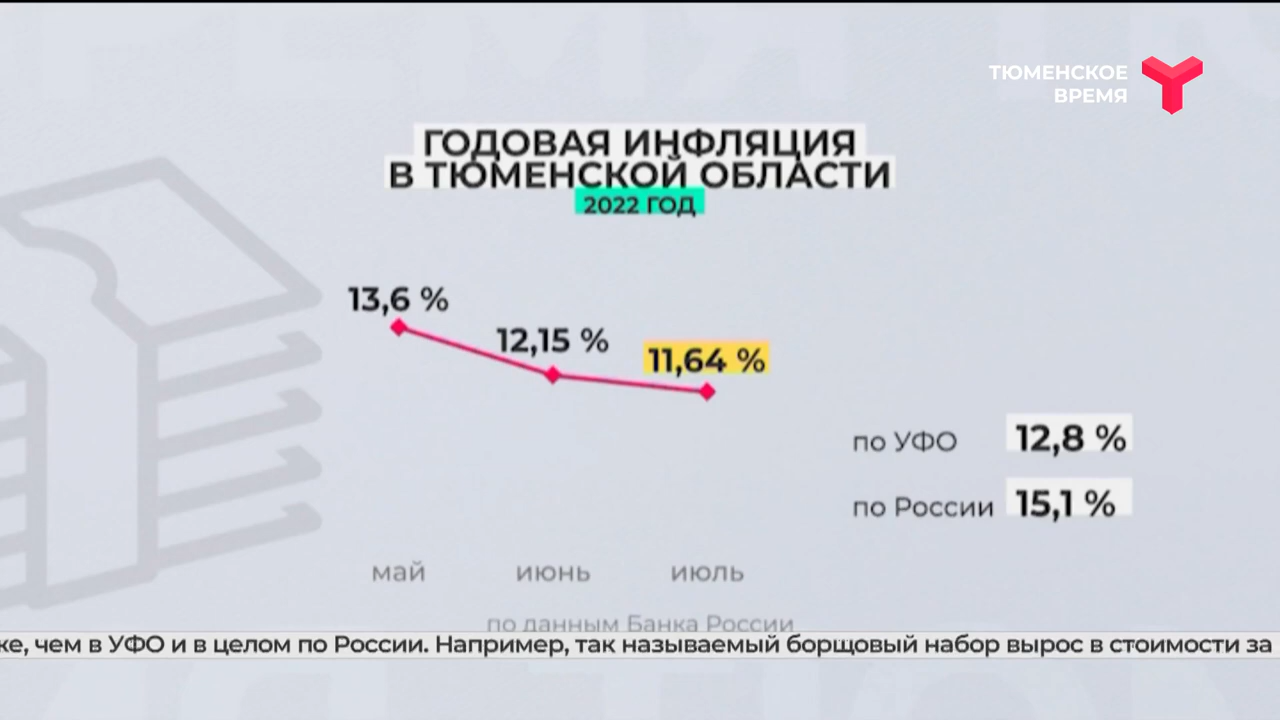 ТЮМЕНСКОЕ
ВРЕМЯ
ГОДОВАЯ ИНФЛЯЦИЯ
В ТЮМЕНСКОЙ ОБЛАСТИ
2022 ГОД
13,6 %
12,15 %
11,64 %
по УФО 12,8 %
по России 15,1 %
май июнь июль
по данным Банка России
же, чем в УФО и в целом по России. Например, так называемый борщовый набор вырос в стоимости за